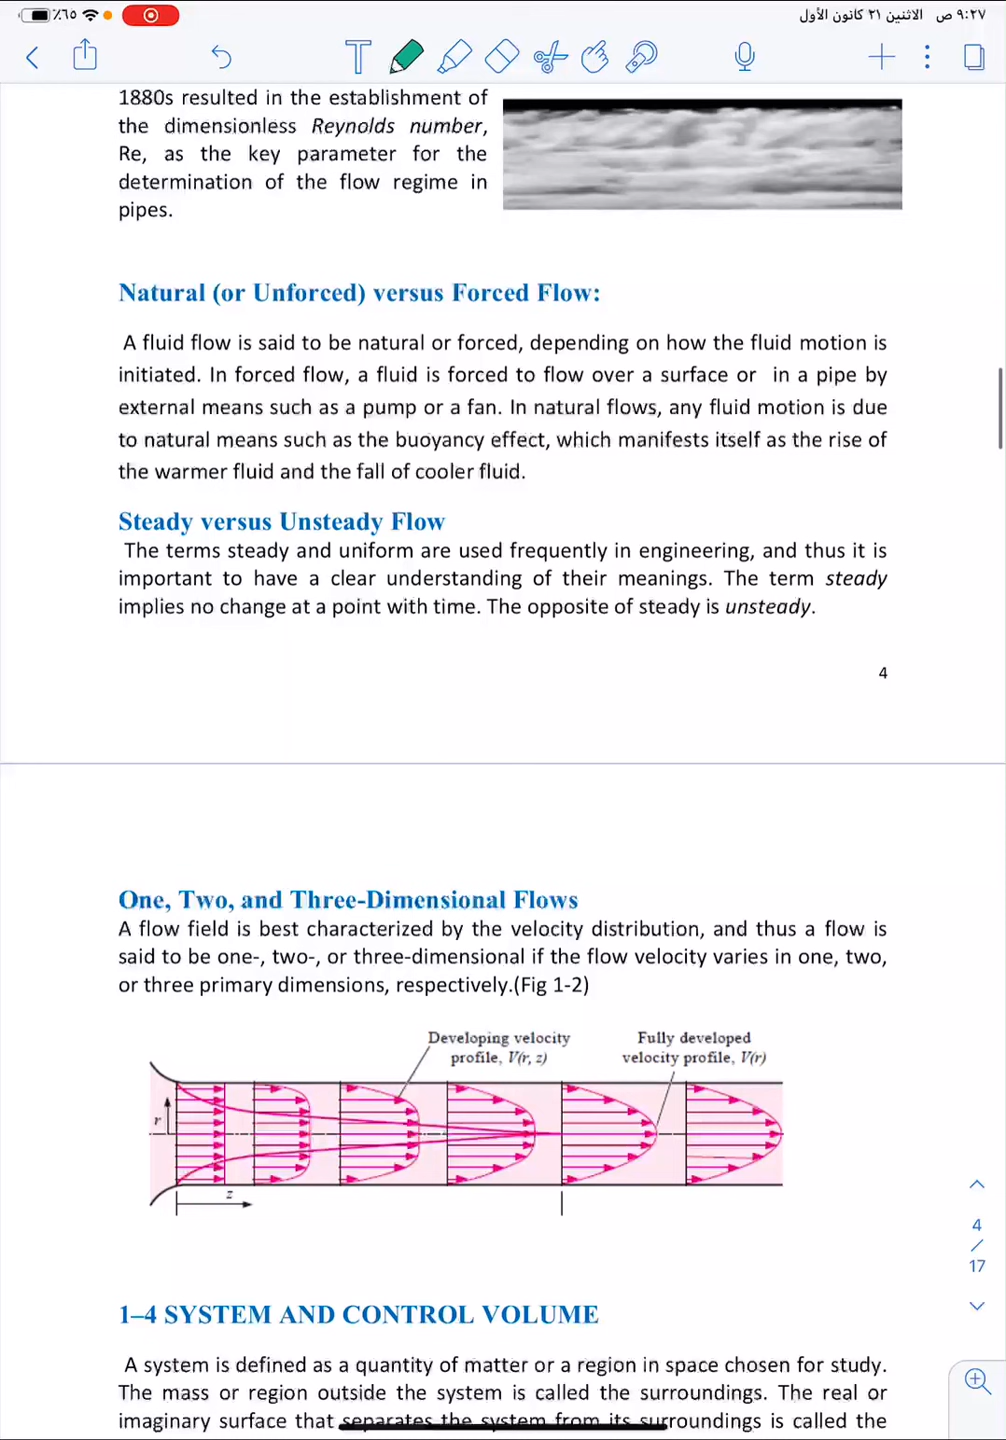 ٪٦٥
٩:٢٧ ص الاثنين ٢١ كانون الأول
T
1880s resulted in the establishment of
the dimensionless Reynolds number,
Re, as the key parameter for the
determination of the flow regime in
pipes.
Natural (or Unforced) versus Forced Flow:
A fluid flow is said to be natural or forced, depending on how the fluid motion is
initiated. In forced flow, a fluid is forced to flow over a surface or in a pipe by
external means such as a pump or a fan. In natural flows, any fluid motion is due
to natural means such as the buoyancy effect, which manifests itself as the rise of
the warmer fluid and the fall of cooler fluid.
Steady versus Unsteady Flow
The terms steady and uniform are used frequently in engineering, and thus it is
important to have a clear understanding of their meanings. The term steady
implies no change at a point with time. The opposite of steady is unsteady.
4
One, Two, and Three-Dimensional Flows
A flow field is best characterized by the velocity distribution, and thus a flow is
said to be one-, two-, or three-dimensional if the flow velocity varies in one, two,
or three primary dimensions, respectively.(Fig 1-2)
Developing velocity
profile, V(r, z)
Fully developed
velocity profile, V(r)
r
z
4
/
17
1–4 SYSTEM AND CONTROL VOLUME
A system is defined as a quantity of matter or a region in space chosen for study.
The mass or region outside the system is called the surroundings. The real or
imaginary surface that separates the system from its surroundings is called the